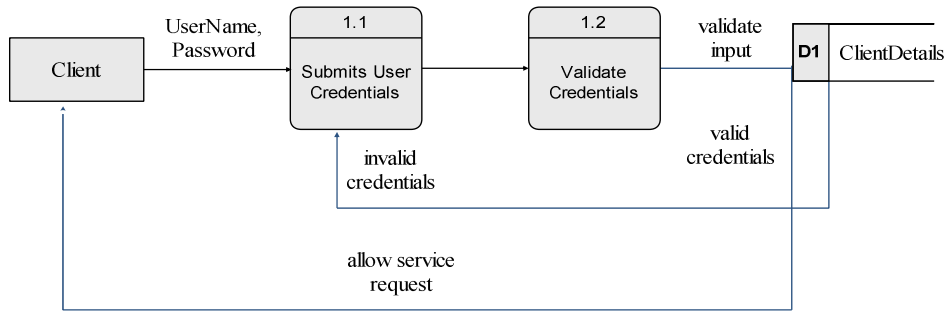 Client
UserName,
Password
1.1
Submits User
Credentials
1.2
Validate
Credentials
validate
input
D1
ClientDetails
invalid
credentials
valid
credentials
allow service
request